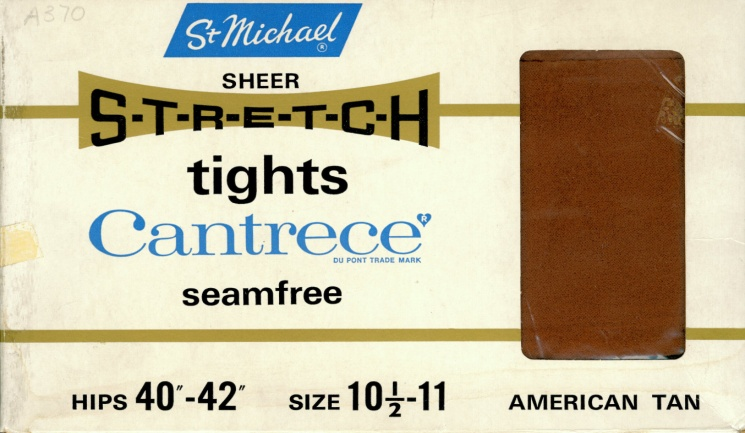 A370
St Michael®
SHEER
S-T-R-E-T-C-H
tights
Cantrece®
DU PONT TRADE MARK
seamfree
HIPS 40"-42" SIZE 10½-11 AMERICAN TAN